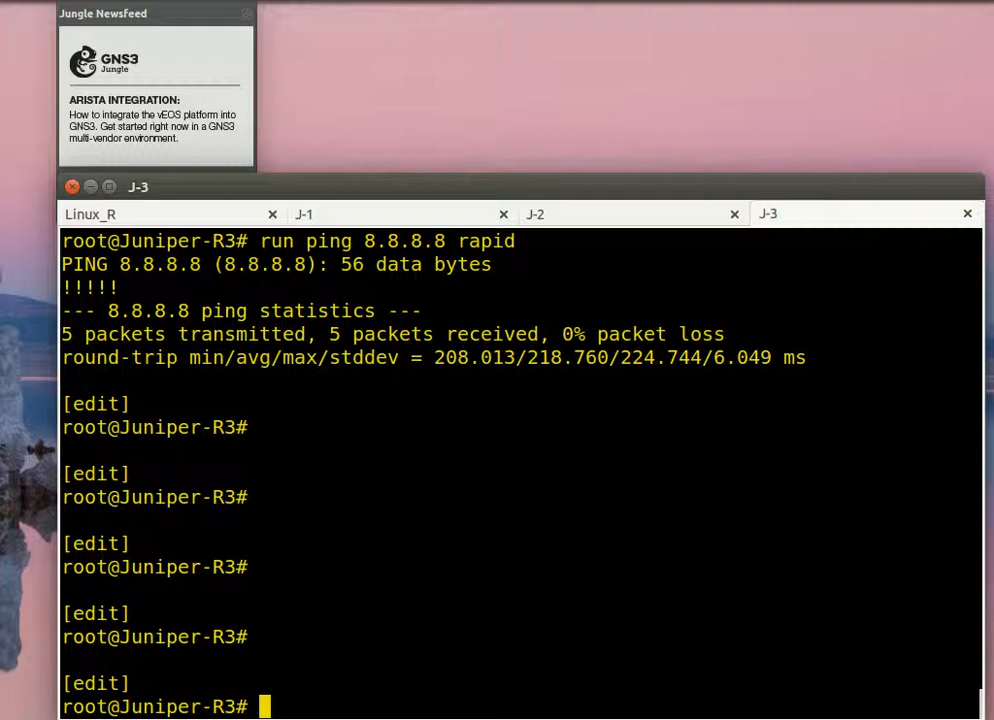 Jungle Newsfeed
GNS3
Jungle
ARISTA INTEGRATION:
How to integrate the vEOS platform into
GNS3. Get started right now in a GNS3
multi-vendor environment.
J-3
Linux_R J-1 J-2 J-3
root@Juniper-R3# run ping 8.8.8.8 rapid
PING 8.8.8.8 (8.8.8.8): 56 data bytes
!!!!!
--- 8.8.8.8 ping statistics ---
5 packets transmitted, 5 packets received, 0% packet loss
round-trip min/avg/max/stddev = 208.013/218.760/224.744/6.049 ms
[edit]
root@Juniper-R3#
[edit]
root@Juniper-R3#
[edit]
root@Juniper-R3#
[edit]
root@Juniper-R3#
[edit]
root@Juniper-R3#